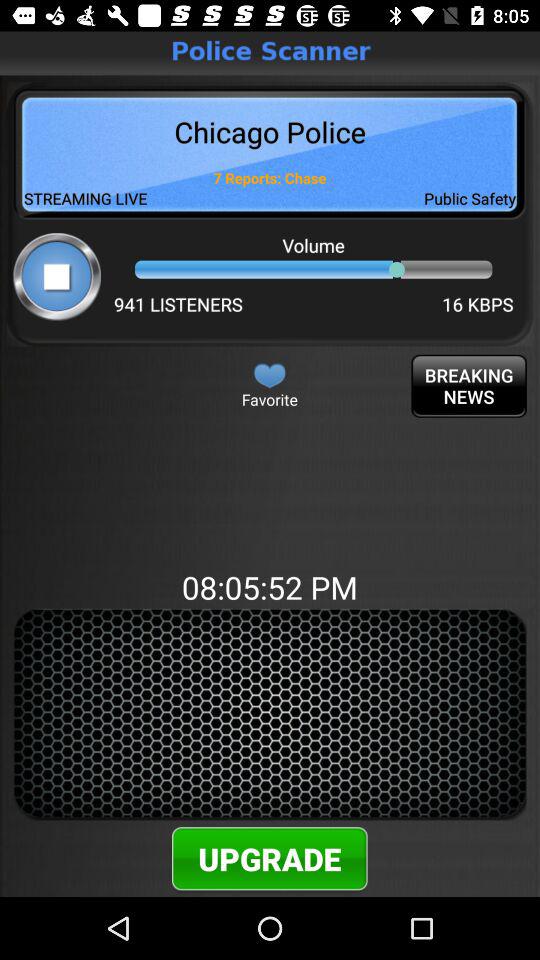 8:05
Police Scanner
Chicago Police
7 Reports: Chase
STREAMING LIVE
Public Safety
Volume
941 LISTENERS
16 KBPS
Favorite
BREAKING
NEWS
08:05:52 PM
UPGRADE